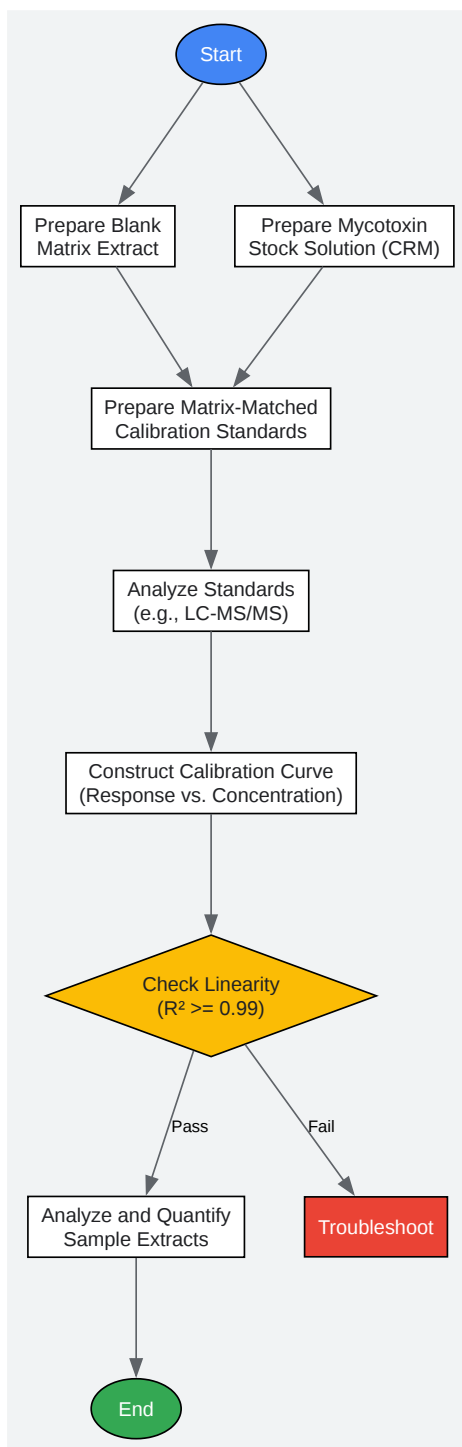 Start
Prepare Blank
Matrix Extract
Prepare Mycotoxin
Stock Solution (CRM)
Prepare Matrix-Matched
Calibration Standards
Analyze Standards
(e.g., LC-MS/MS)
Construct Calibration Curve
(Response vs. Concentration)
Check Linearity
(R² >= 0.99)
Pass
Fail
Analyze and Quantify
Sample Extracts
Troubleshoot
End